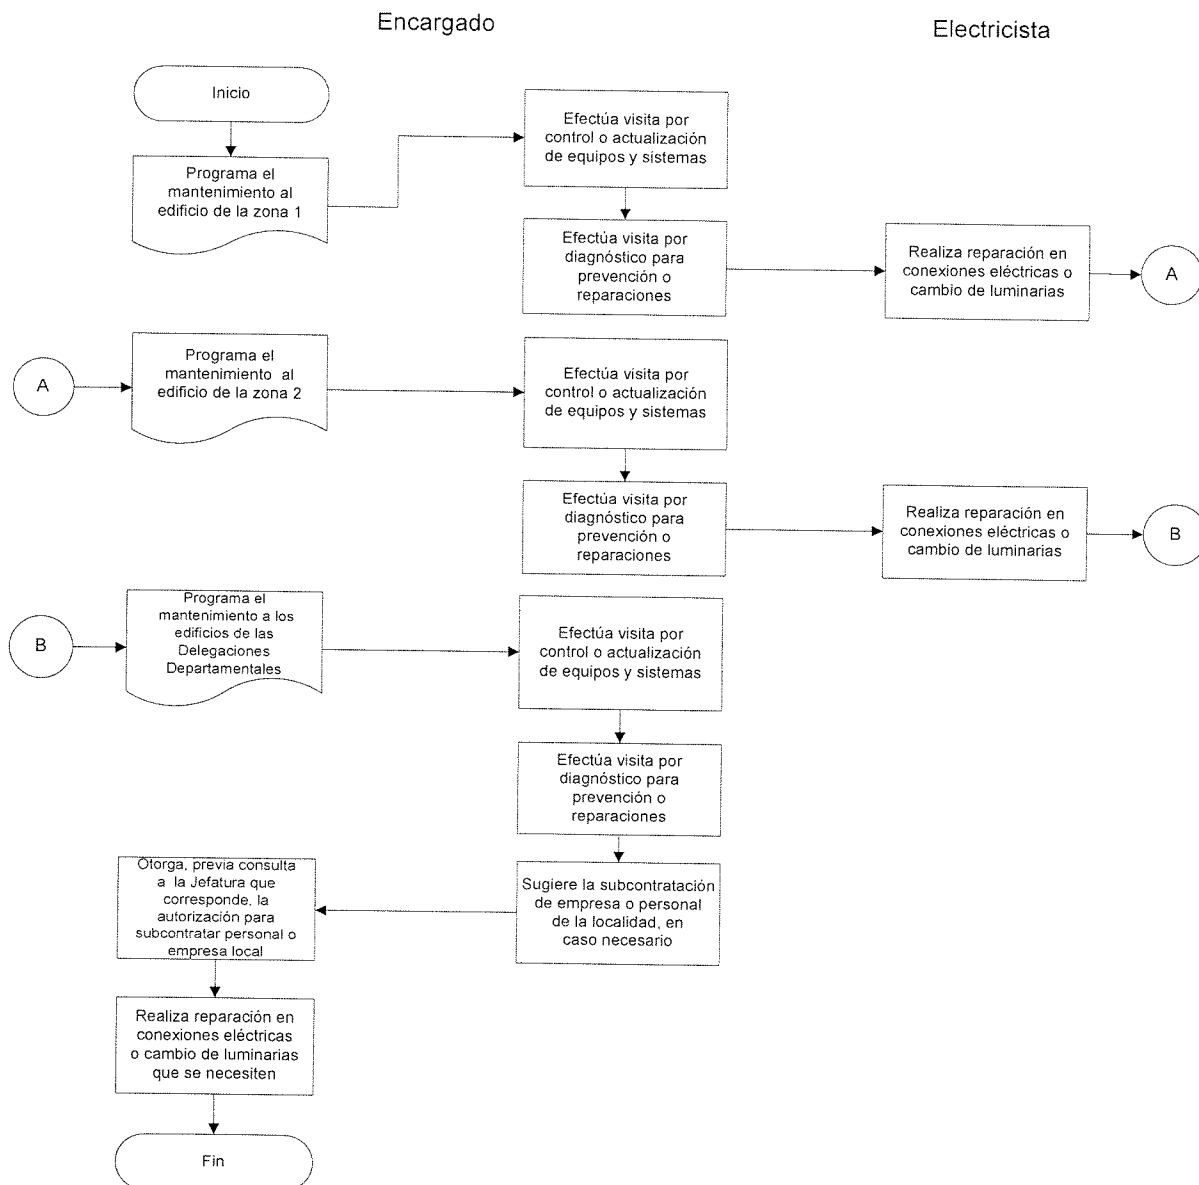 Encargado
Electricista
Inicio
Programa el
mantenimiento al
edificio de la zona 1
Efectúa visita por
control o actualización
de equipos y sistemas
Efectúa visita por
diagnóstico para
prevención o
reparaciones
Realiza reparación en
conexiones eléctricas o
cambio de luminarias
A
A
Programa el
mantenimiento al
edificio de la zona 2
Efectúa visita por
control o actualización
de equipos y sistemas
Efectúa visita por
diagnóstico para
prevención o
reparaciones
Realiza reparación en
conexiones eléctricas o
cambio de luminarias
B
B
Programa el
mantenimiento a los
edificios de las
Delegaciones
Departamentales
Efectúa visita por
control o actualización
de equipos y sistemas
Efectúa visita por
diagnóstico para
prevención o
reparaciones
Sugiere la subcontratación
de empresa o personal
de la localidad, en
caso necesario
Otorga, previa consulta
a la Jefatura que
corresponde, la
autorización para
subcontratar personal o
empresa local
Realiza reparación en
conexiones eléctricas
o cambio de luminarias
que se necesiten
Fin